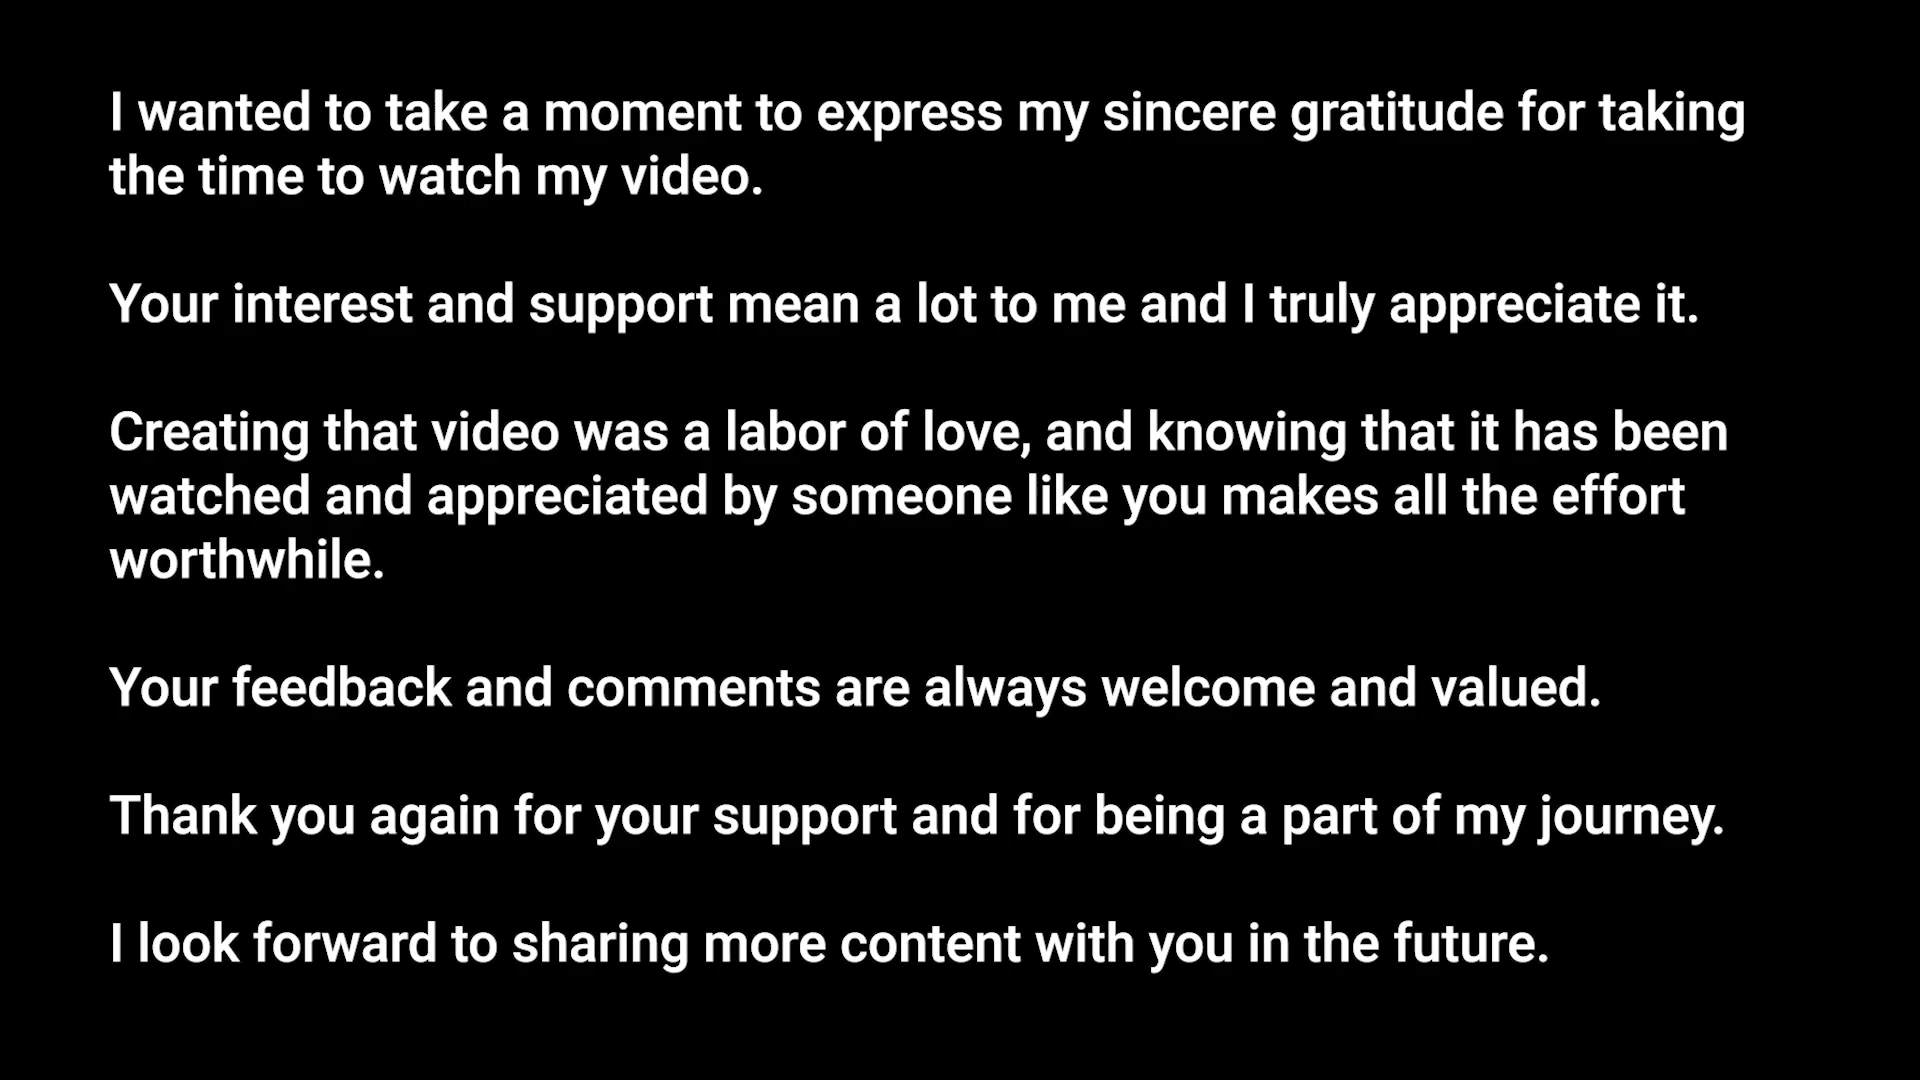 I wanted to take a moment to express my sincere gratitude for taking
the time to watch my video.
Your interest and support mean a lot to me and I truly appreciate it.
Creating that video was a labor of love, and knowing that it has been
watched and appreciated by someone like you makes all the effort
worthwhile.
Your feedback and comments are always welcome and valued.
Thank you again for your support and for being a part of my journey.
I look forward to sharing more content with you in the future.